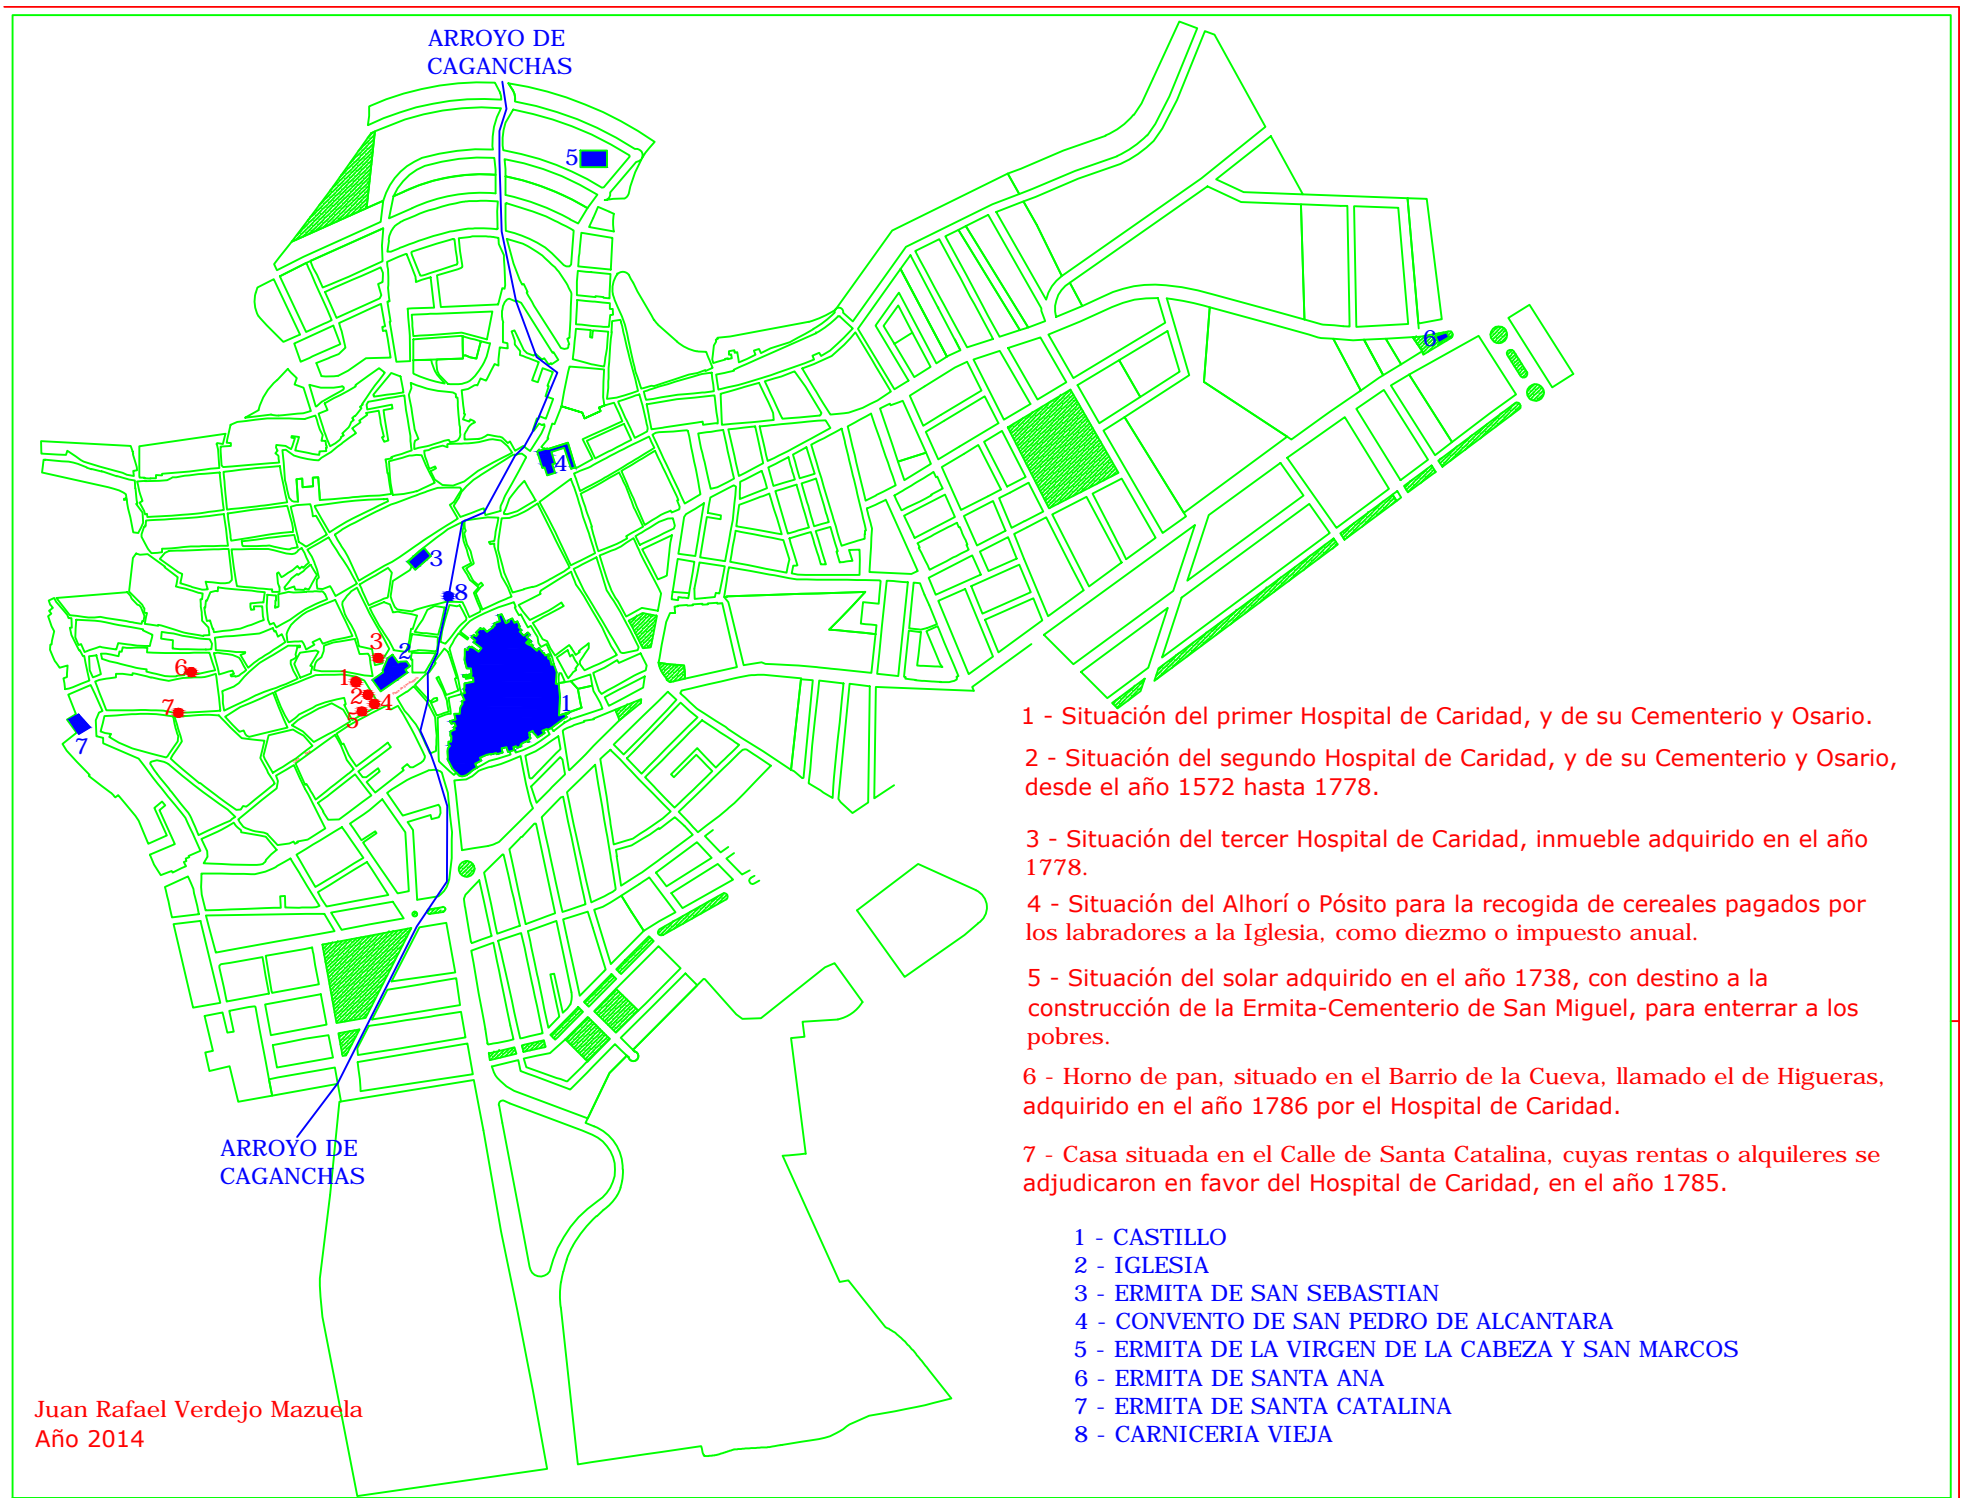 ARROYO DE
CAGANCHAS
5
6
4
3
8
3
2
6
1
2
4
7
5
1
7
1 - Situación del primer Hospital de Caridad, y de su Cementerio y Osario.
2 - Situación del segundo Hospital de Caridad, y de su Cementerio y Osario,
desde el año 1572 hasta 1778.
3 - Situación del tercer Hospital de Caridad, inmueble adquirido en el año
1778.
4 - Situación del Alhorí o Pósito para la recogida de cereales pagados por
los labradores a la Iglesia, como diezmo o impuesto anual.
5 - Situación del solar adquirido en el año 1738, con destino a la
construcción de la Ermita-Cementerio de San Miguel, para enterrar a los
pobres.
6 - Horno de pan, situado en el Barrio de la Cueva, llamado el de Higueras,
adquirido en el año 1786 por el Hospital de Caridad.
7 - Casa situada en el Calle de Santa Catalina, cuyas rentas o alquileres se
adjudicaron en favor del Hospital de Caridad, en el año 1785.
ARROYO DE
CAGANCHAS
1 - CASTILLO
2 - IGLESIA
3 - ERMITA DE SAN SEBASTIAN
4 - CONVENTO DE SAN PEDRO DE ALCANTARA
5 - ERMITA DE LA VIRGEN DE LA CABEZA Y SAN MARCOS
6 - ERMITA DE SANTA ANA
7 - ERMITA DE SANTA CATALINA
8 - CARNICERIA VIEJA
Juan Rafael Verdejo Mazuela
Año 2014